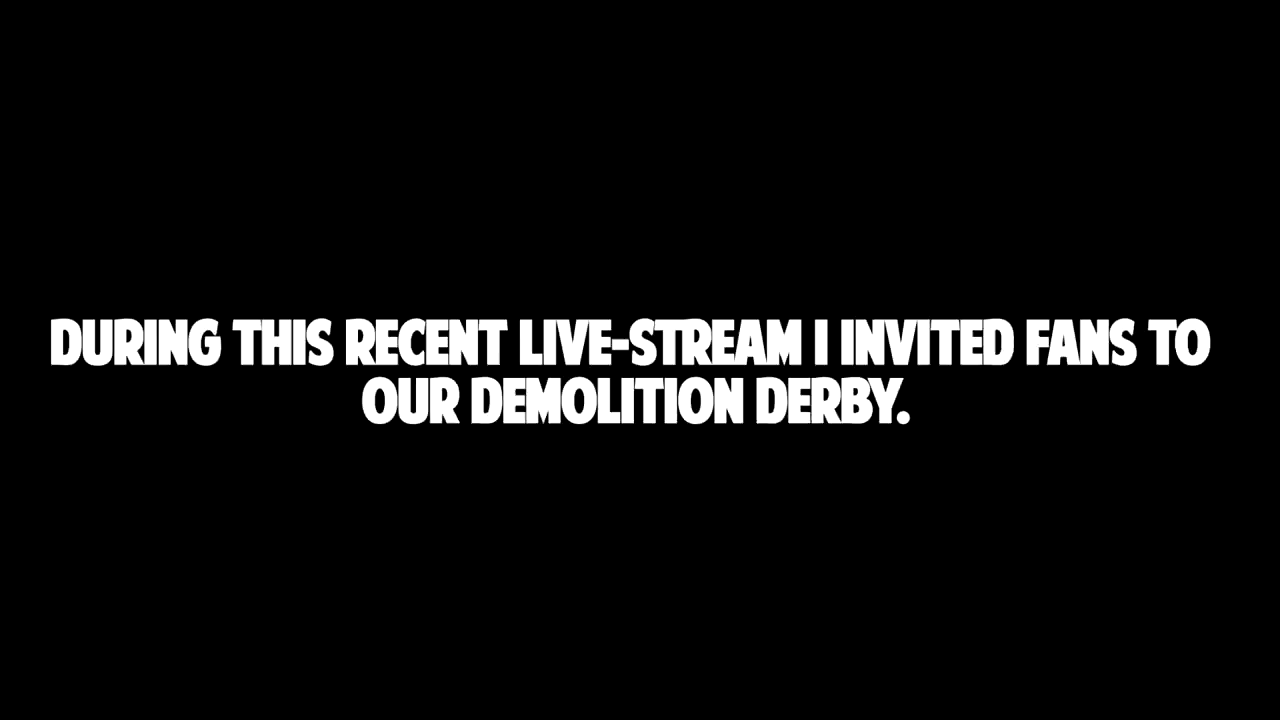 DURING THIS RECENT LIVE-STREAM I INVITED FANS TO
OUR DEMOLITION DERBY.